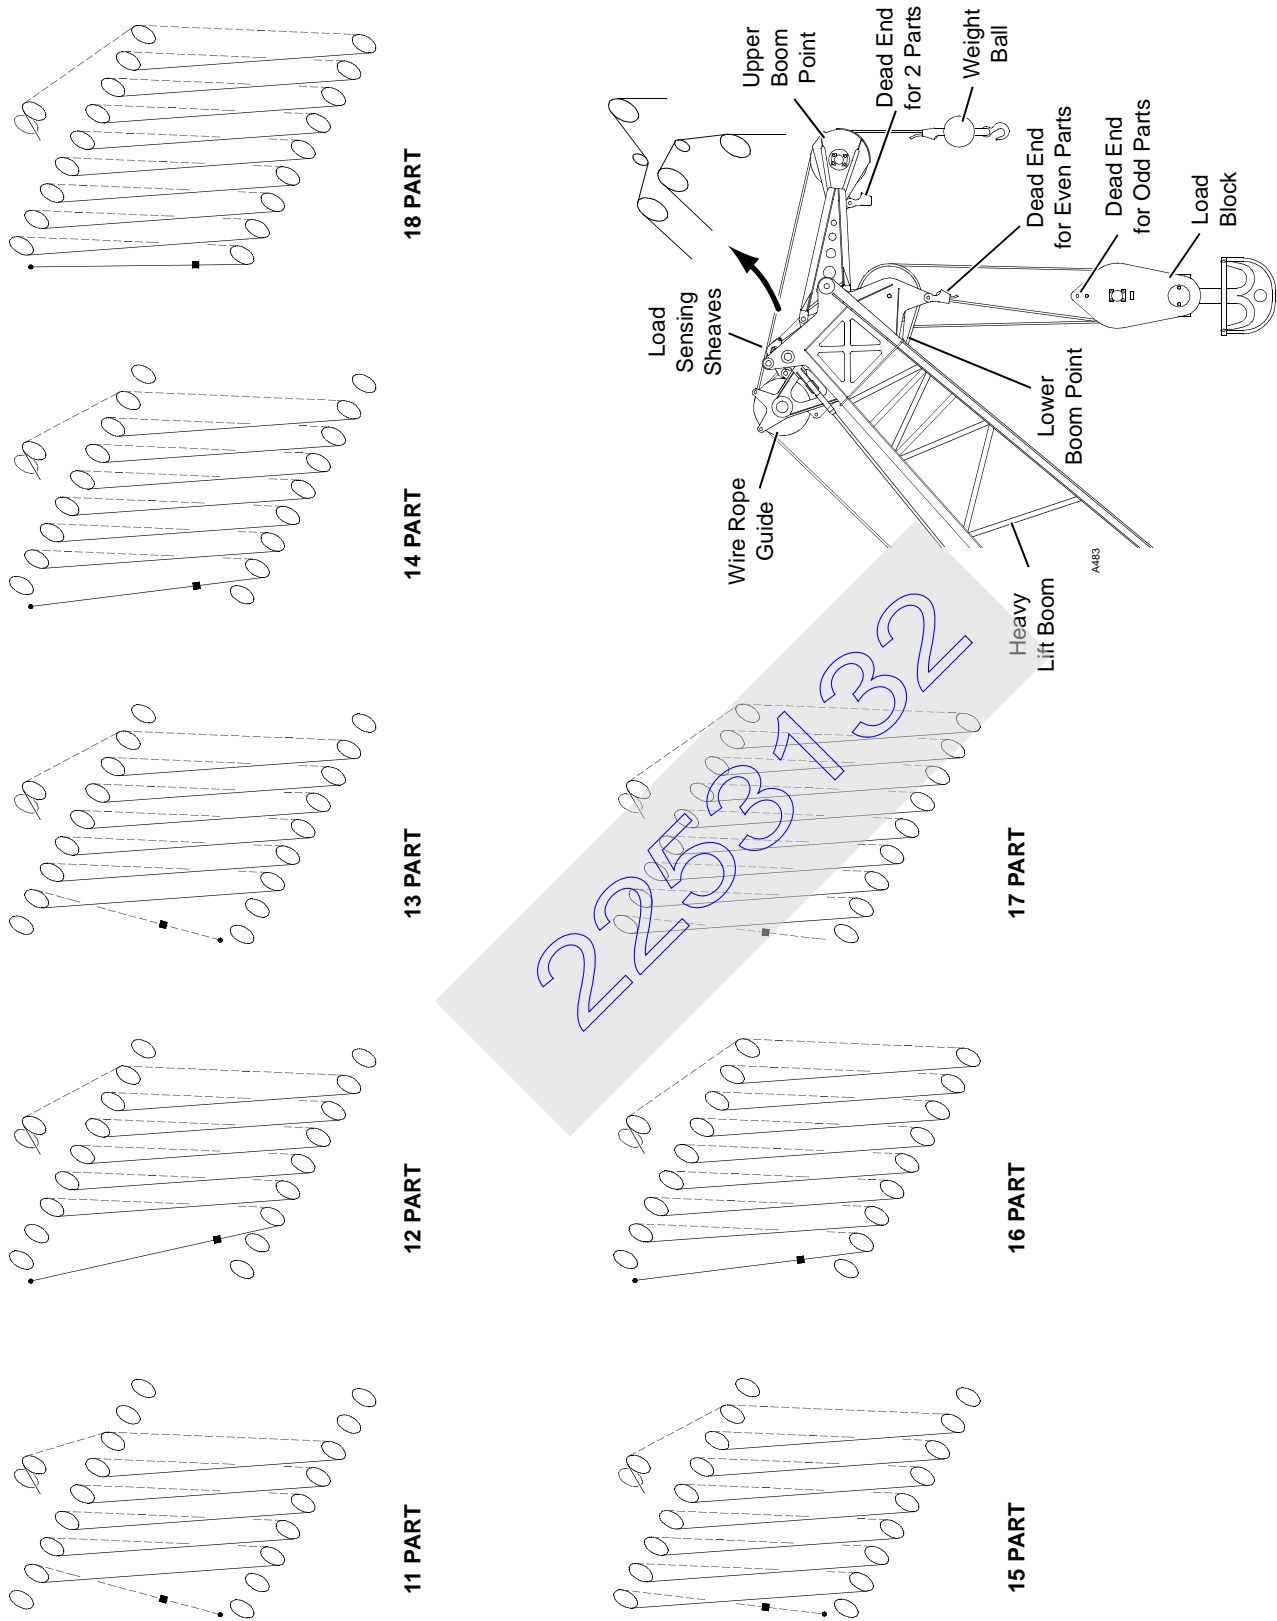 18 PART
14 PART
13 PART
12 PART
11 PART
17 PART
16 PART
15 PART
Upper
Boom
Point
Dead End
for 2 Parts
Weight
Ball
Dead End
for Even Parts
Dead End
for Odd Parts
Load
Block
Load
Sensing
Sheaves
Lower
Boom Point
Wire Rope
Guide
Heavy
Lift Boom
A483
2253132